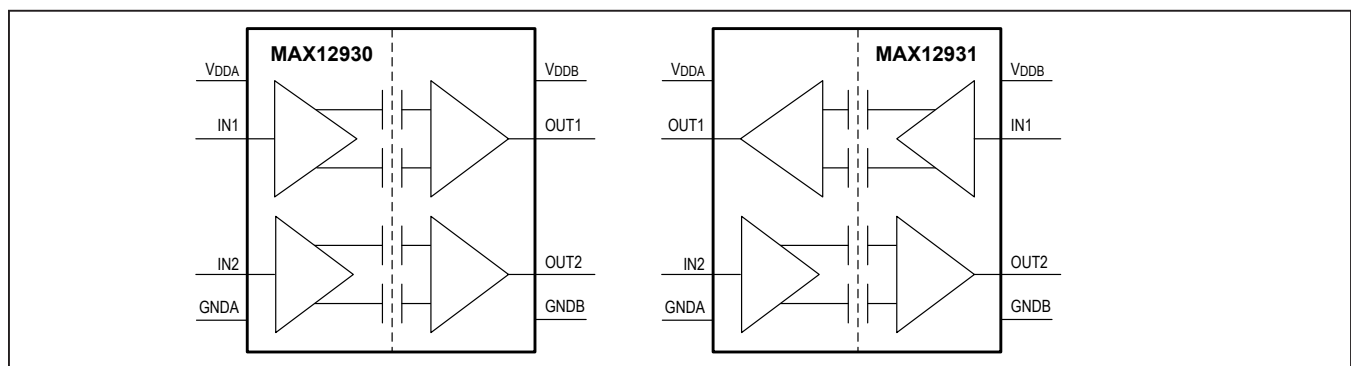 MAX12930
VDDA
VDDB
IN1
OUT1
IN2
OUT2
GNDA
GNDB
MAX12931
VDDA
VDDB
OUT1
IN1
IN2
OUT2
GNDA
GNDB